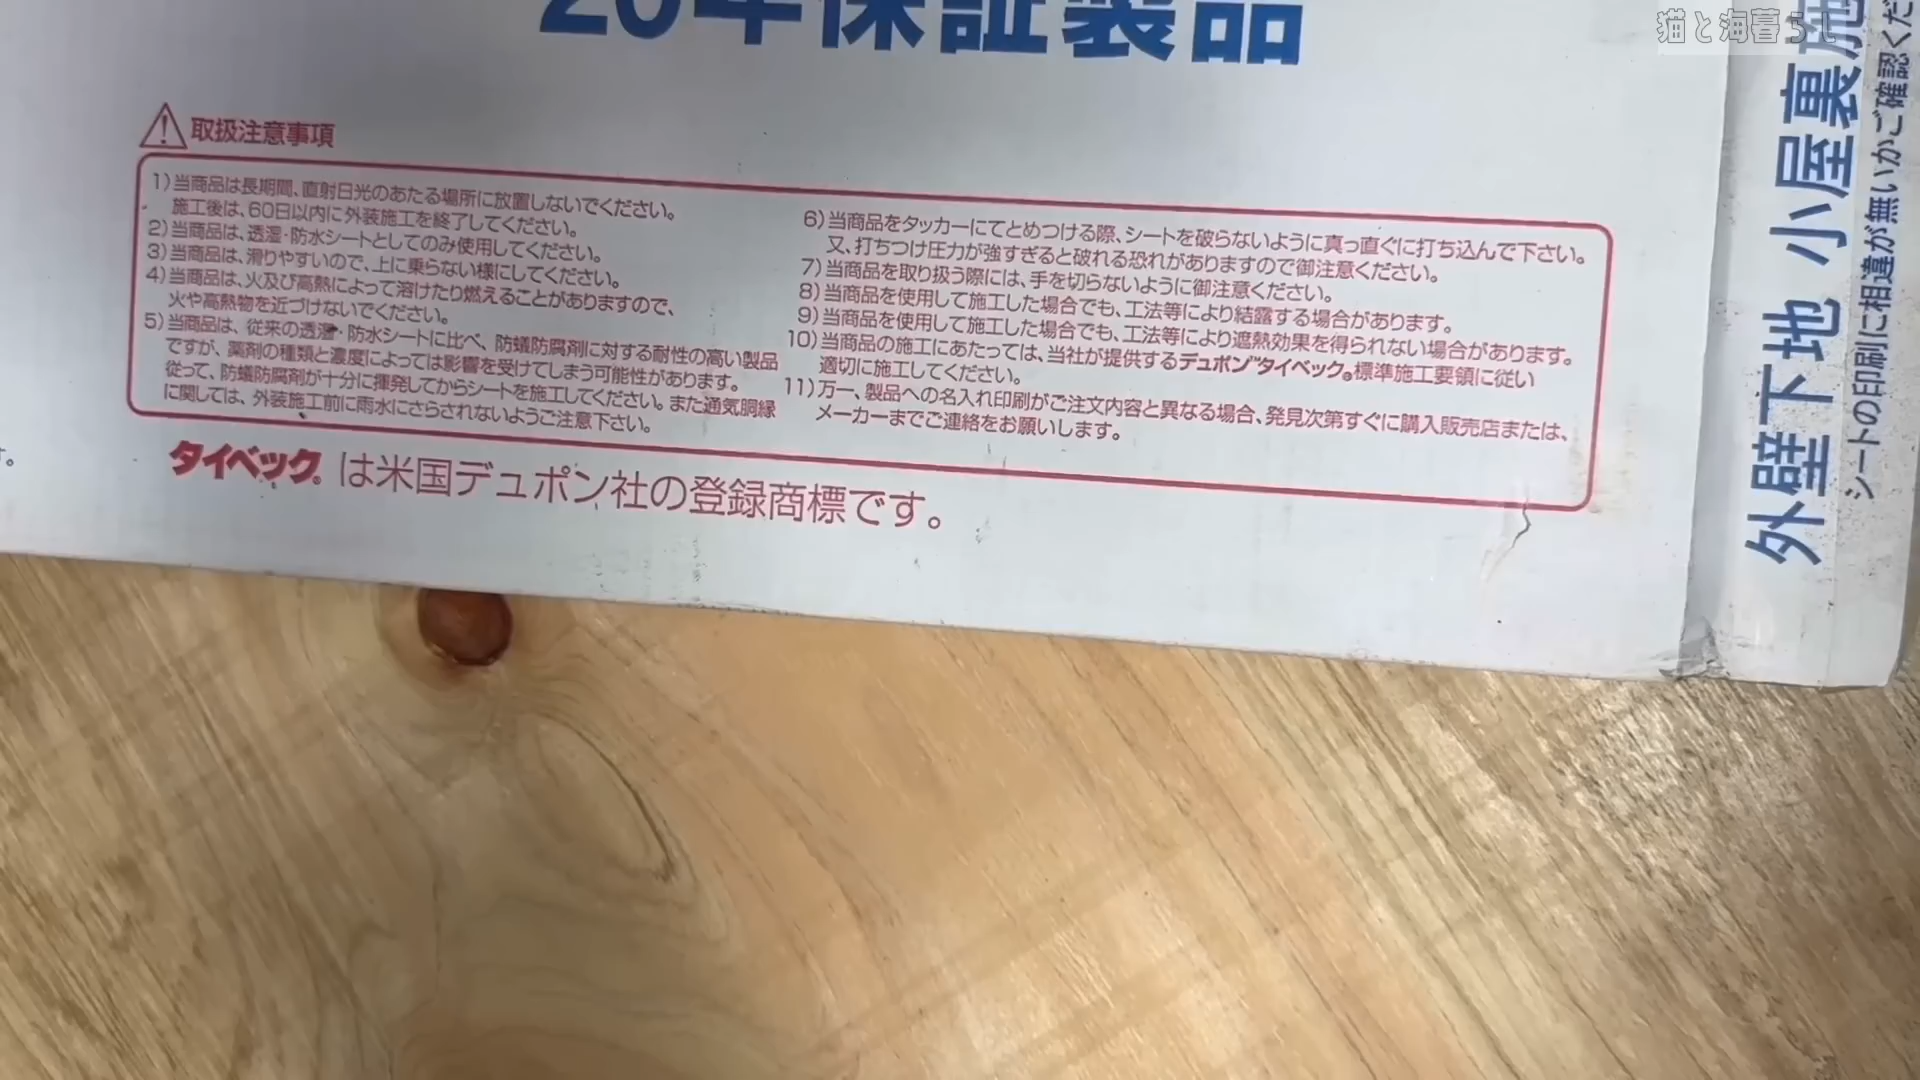 20年保証製品
取扱注意事項
1)当商品は長期間、直射日光のあたる場所に放置しないでください。
施工後は、60日以内に外装施工を終了してください。
2)当商品は、透湿・防水シートとしてのみ使用してください。
3)当商品は、滑りやすいので、上に乗らない様にしてください。
4)当商品は、火及び高熱によって溶けたり燃えることがありますので、
火や高熱物を近づけないでください。
5)当商品は、従来の透湿・防水シートに比べ、防蟻防腐剤に対する耐性の高い製品
ですが、薬剤の種類と濃度によっては影響を受けてしまう可能性があります。
従って、防蟻防腐剤が十分に揮発してからシートを施工してください。また通気胴縁
に関しては、外装施工前に雨水にさらされないようご注意下さい。
6)当商品をタッカーにてとめつける際、シートを破らないように真っ直ぐに打ち込んで下さい。
又、打ちつけ圧力が強すぎると破れる恐れがありますので御注意ください。
7)当商品を取り扱う際には、手を切らないように御注意ください。
8)当商品を使用して施工した場合でも、工法等により結露する場合があります。
9)当商品を使用して施工した場合でも、工法等により遮熱効果を得られない場合があります。
10)当商品の施工にあたっては、当社が提供するデュポン™タイベック®標準施工要領に従い
適切に施工してください。
11)万一、製品への名入れ印刷がご注文内容と異なる場合、発見次第すぐに購入販売店または、
メーカーまでご連絡をお願いします。
タイベック®は米国デュポン社の登録商標です。
す。
外壁下地 小屋裏施
シートの印刷に相違が無いかご確認くだ
猫と海暮らし